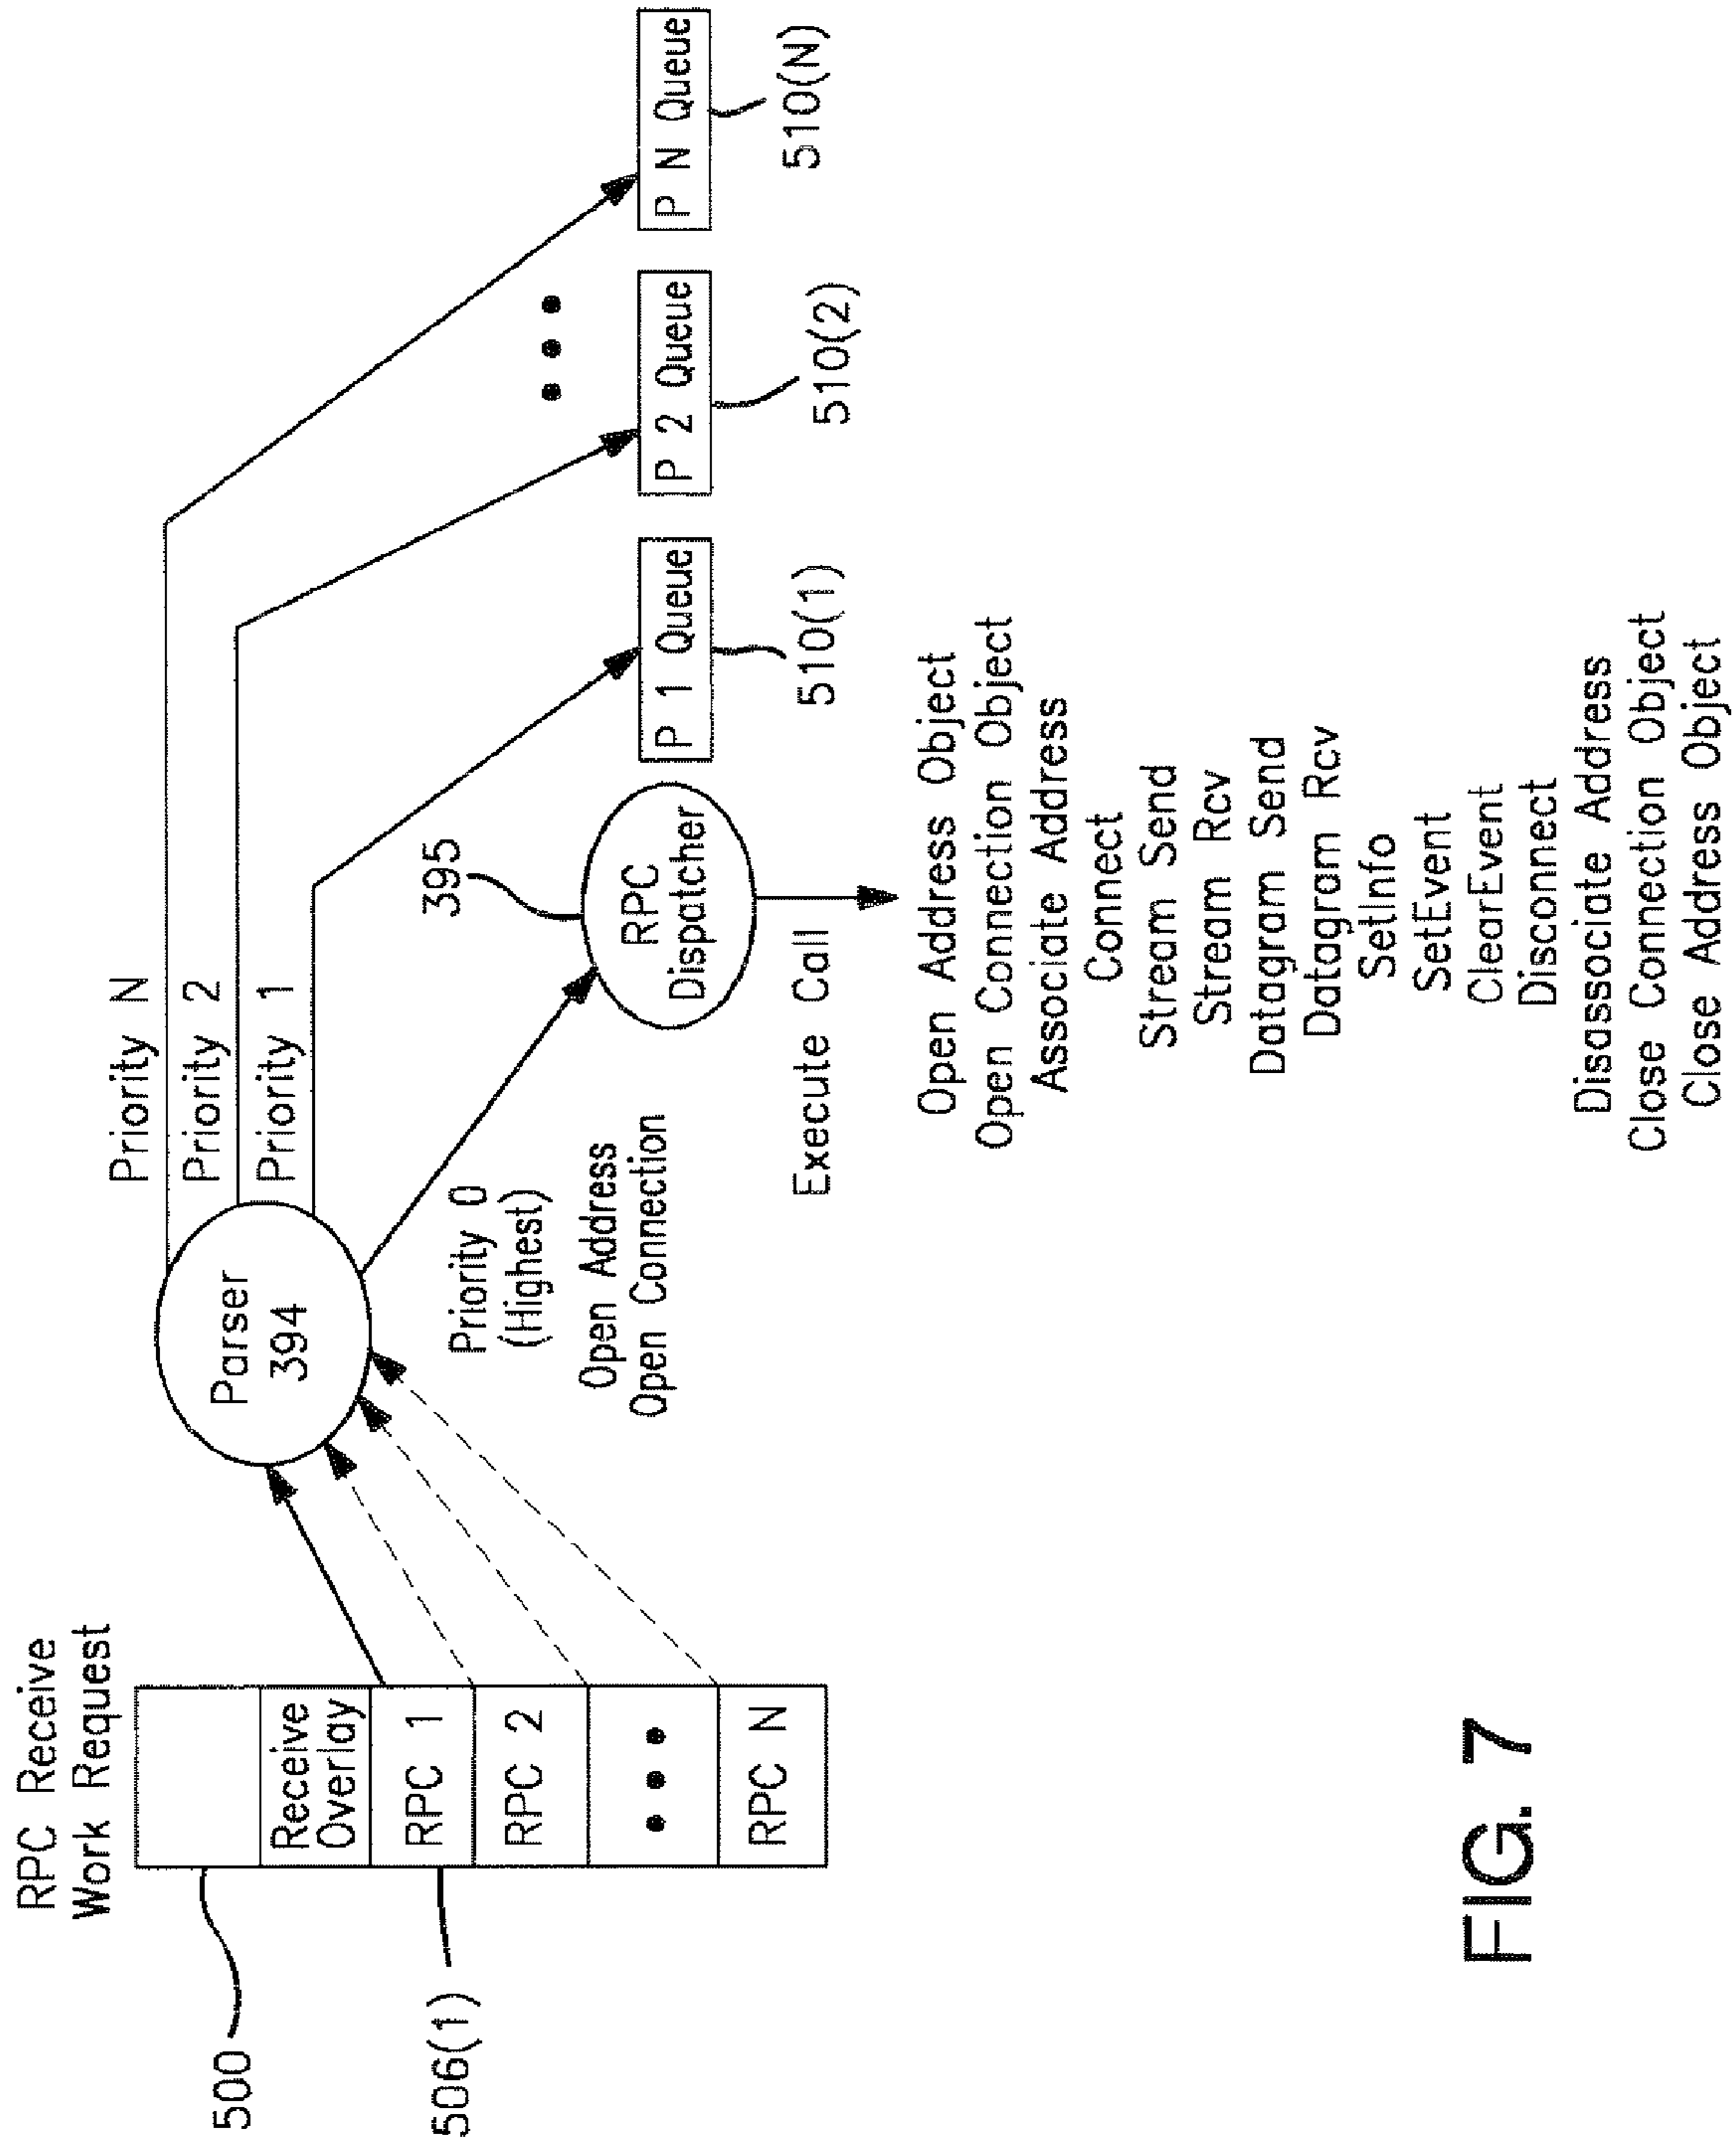 RPC Receive
Work Request
500
Receive
Overlay
506(1)
RPC 1
RPC 2
RPC N
Parser
394
Priority N
Priority 2
Priority 1
Priority 0
(Highest)
Open Address
Open Connection
395
RPC
Dispatcher
P 1 Queue
P 2 Queue
P N Queue
510(1)
510(2)
510(N)
Execute Call
Open Address Object
Open Connection Object
Associate Address
Connect
Stream Send
Stream Rcv
Datagram Send
Datagram Rcv
SetInfo
SetEvent
ClearEvent
Disconnect
Disassociate Address
Close Connection Object
Close Address Object
FIG. 7